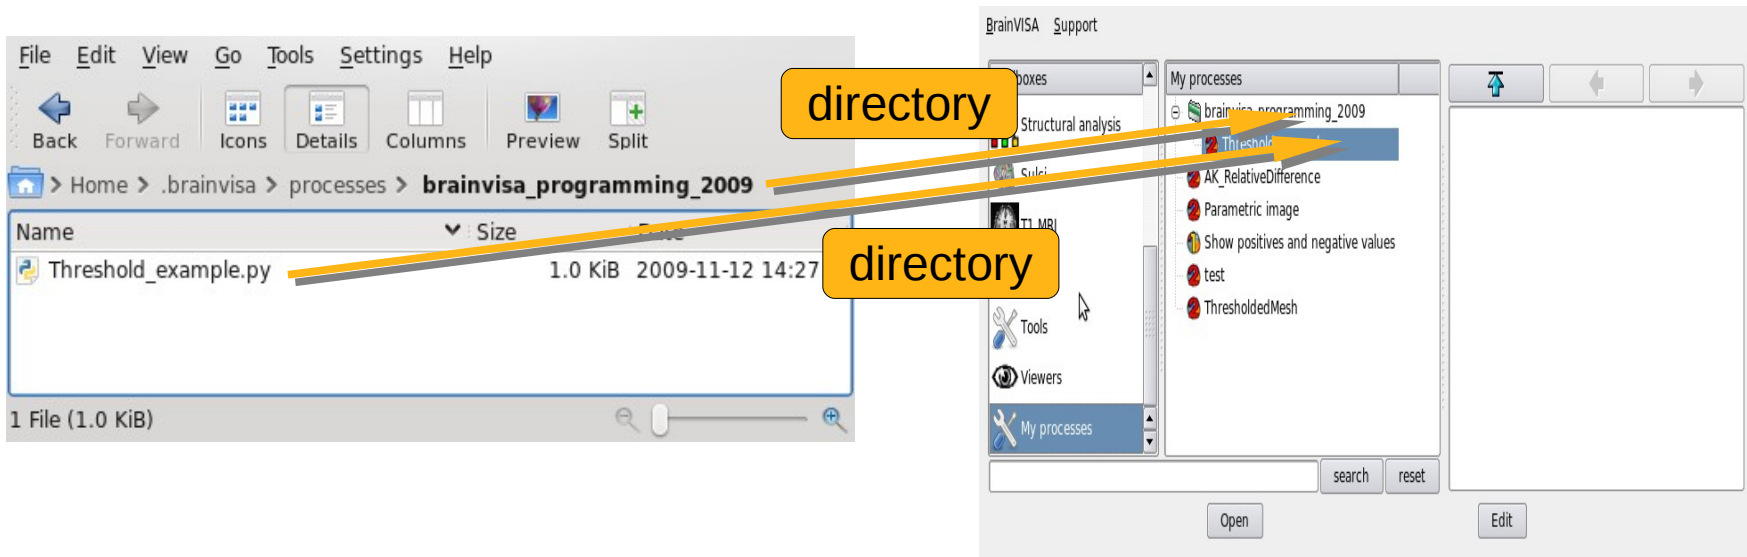 File Edit View Go Tools Settings Help
Back Forward Icons Details Columns Preview Split
> Home > .brainvisa > processes > brainvisa_programming_2009
Name Size
Threshold_example.py 1.0 KiB 2009-11-12 14:27
1 File (1.0 KiB)
directory
directory
BrainVISA Support
My processes
Structural analysis
T1 MRI
Tools
Viewers
My processes
brainvisa_programming_2009
AK_RelativeDifference
Parametric image
Show positives and negative values
test
ThresholdedMesh
search reset
Open Edit